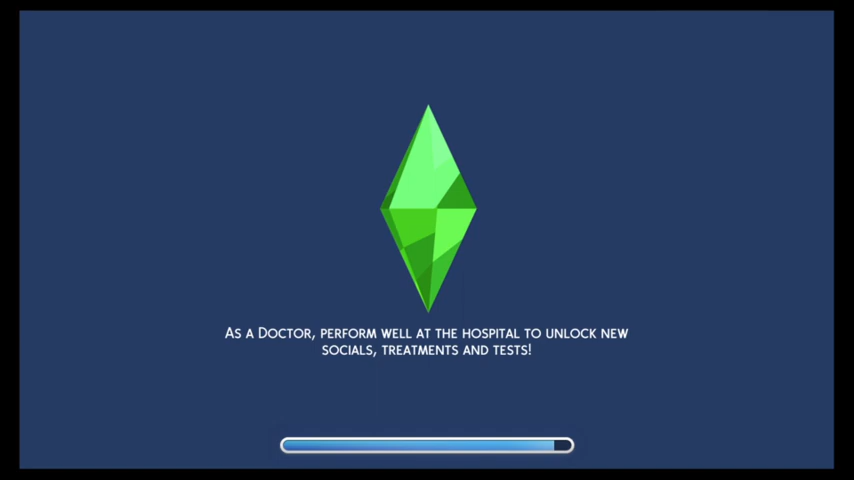 As a Doctor, perform well at the hospital to unlock new
socials, treatments and tests!